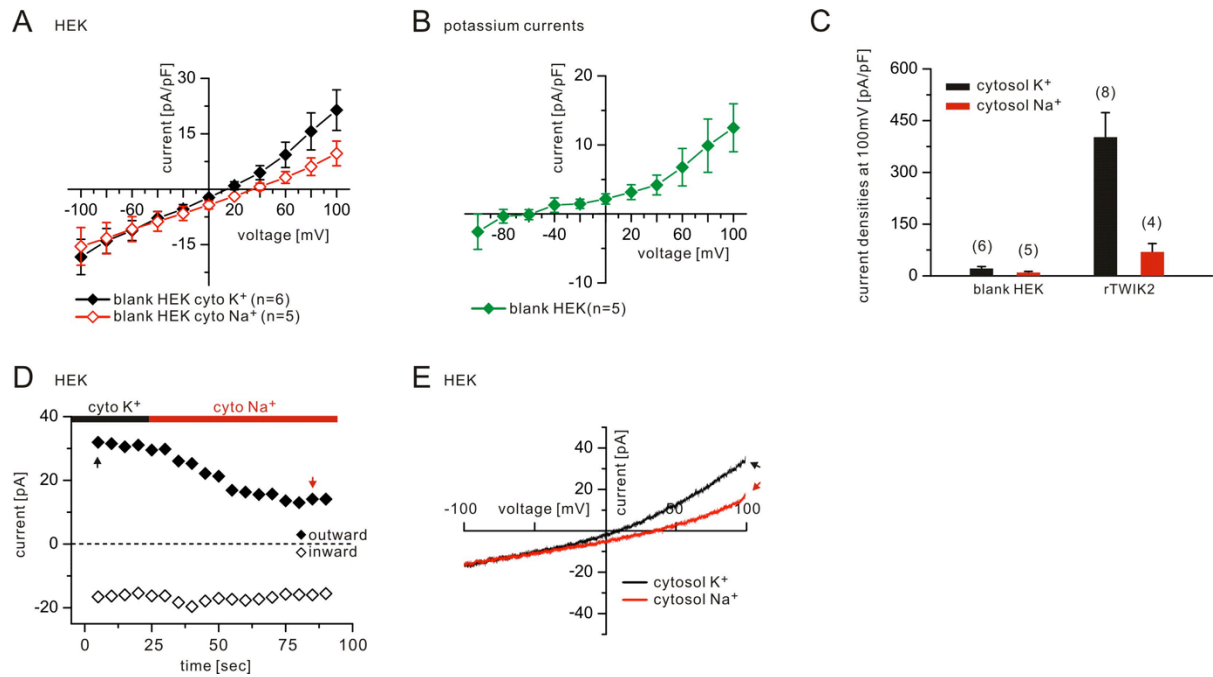 A HEK
current [pA/pF]
30
15
-100
-60
20
60
100
-15
voltage [mV]
blank HEK cyto K⁺ (n=6)
blank HEK cyto Na⁺ (n=5)
B potassium currents
current [pA/pF]
20
10
-80
-40
20
60
100
voltage [mV]
-10
blank HEK(n=5)
C
current densities at 100mV [pA/pF]
600
450
300
150
0
cytosol K⁺
cytosol Na⁺
(8)
(6)
(5)
(4)
blank HEK
rTWIK2
D HEK
cyto K⁺
cyto Na⁺
current [pA]
40
20
0
-20
outward
inward
0
25
50
75
100
time [sec]
E HEK
current [pA]
40
20
-100
voltage [mV]
50
100
-20
-40
cytosol K⁺
cytosol Na⁺